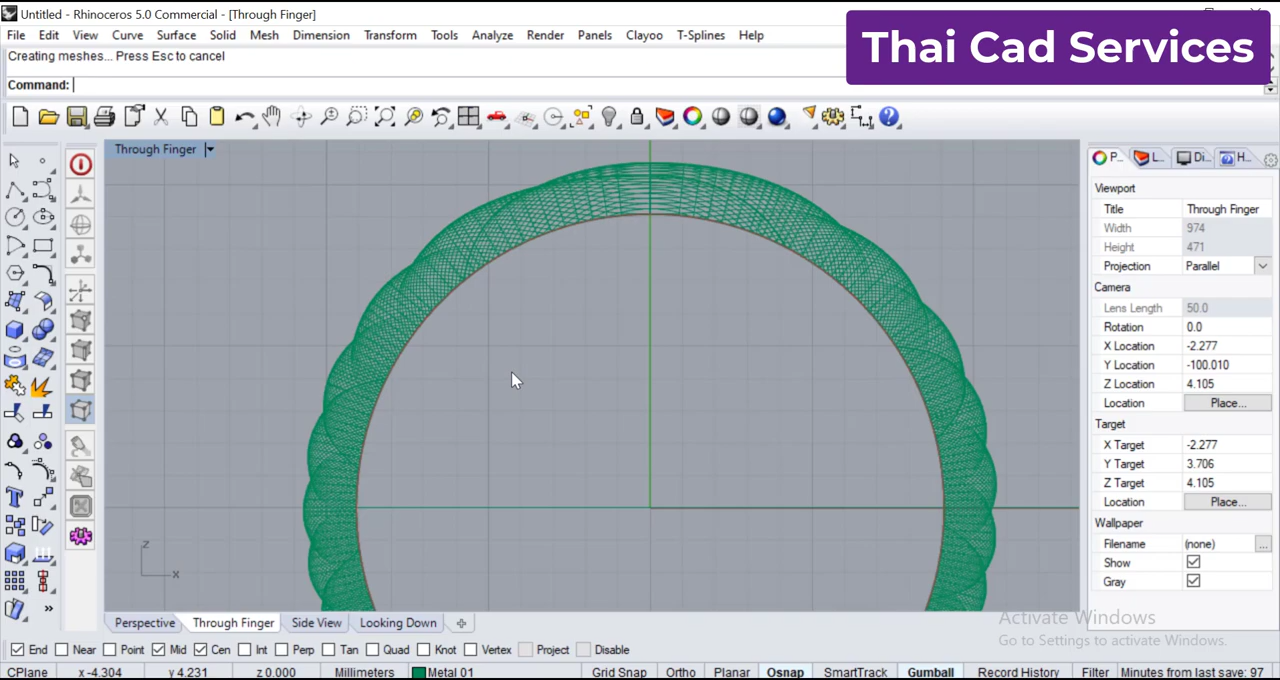 Untitled - Rhinoceros 5.0 Commercial - [Through Finger]
File Edit View Curve Surface Solid Mesh Dimension Transform Tools Analyze Render Panels Clayoo T-Splines Help
Thai Cad Services
Creating meshes... Press Esc to cancel
Command:
Through Finger
P... L... Di... H...
Viewport
Title Through Finger
Width 974
Height 471
Projection Parallel
Camera
Lens Length 50.0
Rotation 0.0
X Location -2.277
Y Location -100.010
Z Location 4.105
Location Place...
Target
X Target -2.277
Y Target 3.706
Z Target 4.105
Location Place...
Wallpaper
Filename (none) ...
Show
Gray
z
x
Activate Windows
Go to Settings to activate Windows.
Perspective Through Finger Side View Looking Down
End Near Point Mid Cen Int Perp Tan Quad Knot Vertex Project Disable
CPlane x -4.304 y 4.231 z 0.000 Millimeters Metal 01 Grid Snap Ortho Planar Osnap SmartTrack Gumball Record History Filter Minutes from last save: 97